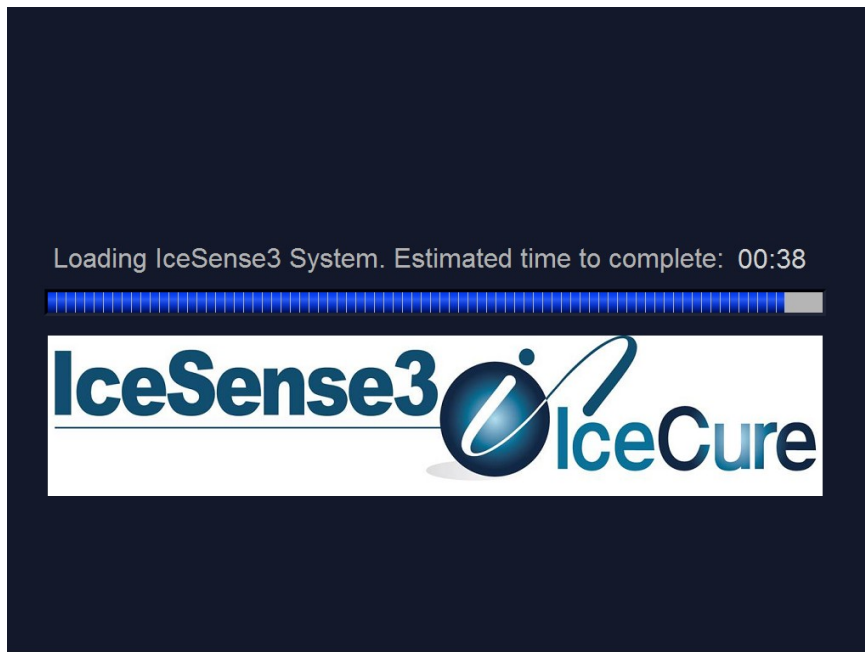 Loading IceSense3 System. Estimated time to complete: 00:38
IceSense3
IceCure